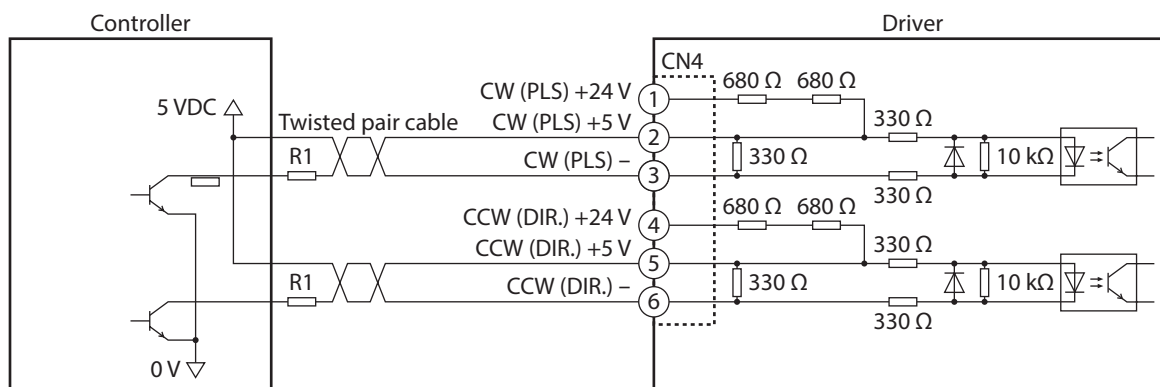 Controller
Driver
CN4
680 Ω 680 Ω
CW (PLS) +24 V
1
5 VDC
Twisted pair cable
CW (PLS) +5 V
2
330 Ω
R1
CW (PLS) –
3
330 Ω
10 kΩ
330 Ω
CCW (DIR.) +24 V
4
680 Ω 680 Ω
CCW (DIR.) +5 V
5
330 Ω
R1
CCW (DIR.) –
6
330 Ω
10 kΩ
330 Ω
0 V